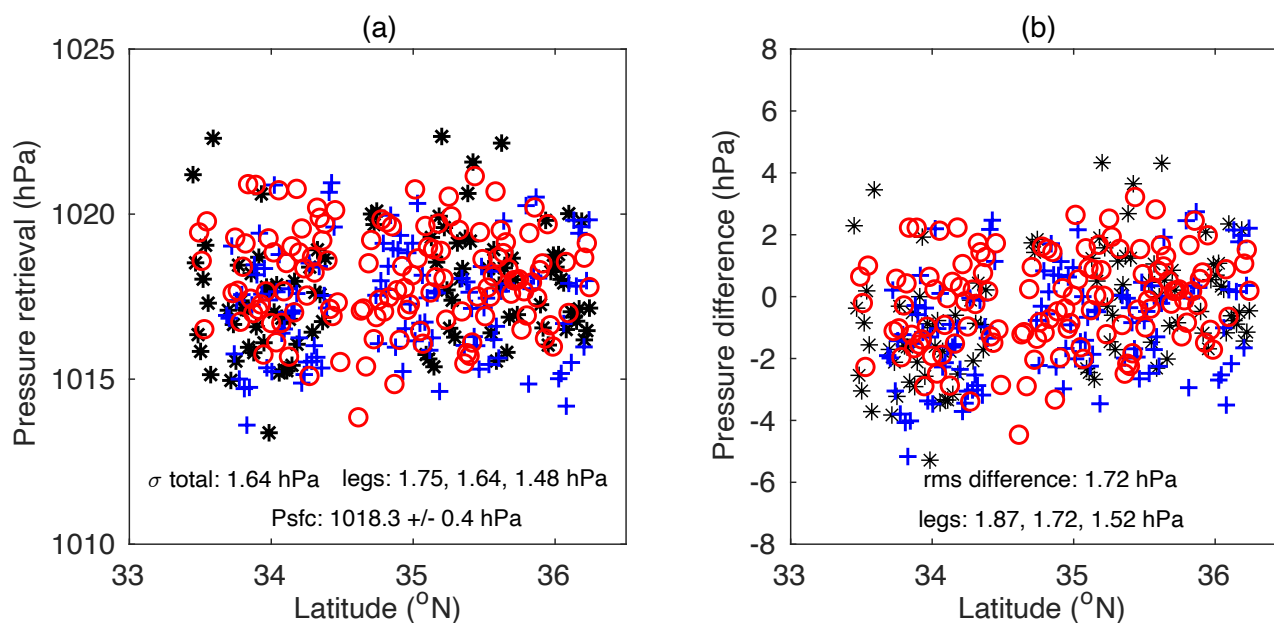 (a)
1025
1020
1015
1010
Pressure retrieval (hPa)
σ total: 1.64 hPa legs: 1.75, 1.64, 1.48 hPa
Psfc: 1018.3 +/- 0.4 hPa
33 34 35 36
Latitude (°N)
(b)
8
6
4
2
0
-2
-4
-6
-8
Pressure difference (hPa)
rms difference: 1.72 hPa
legs: 1.87, 1.72, 1.52 hPa
33 34 35 36
Latitude (°N)